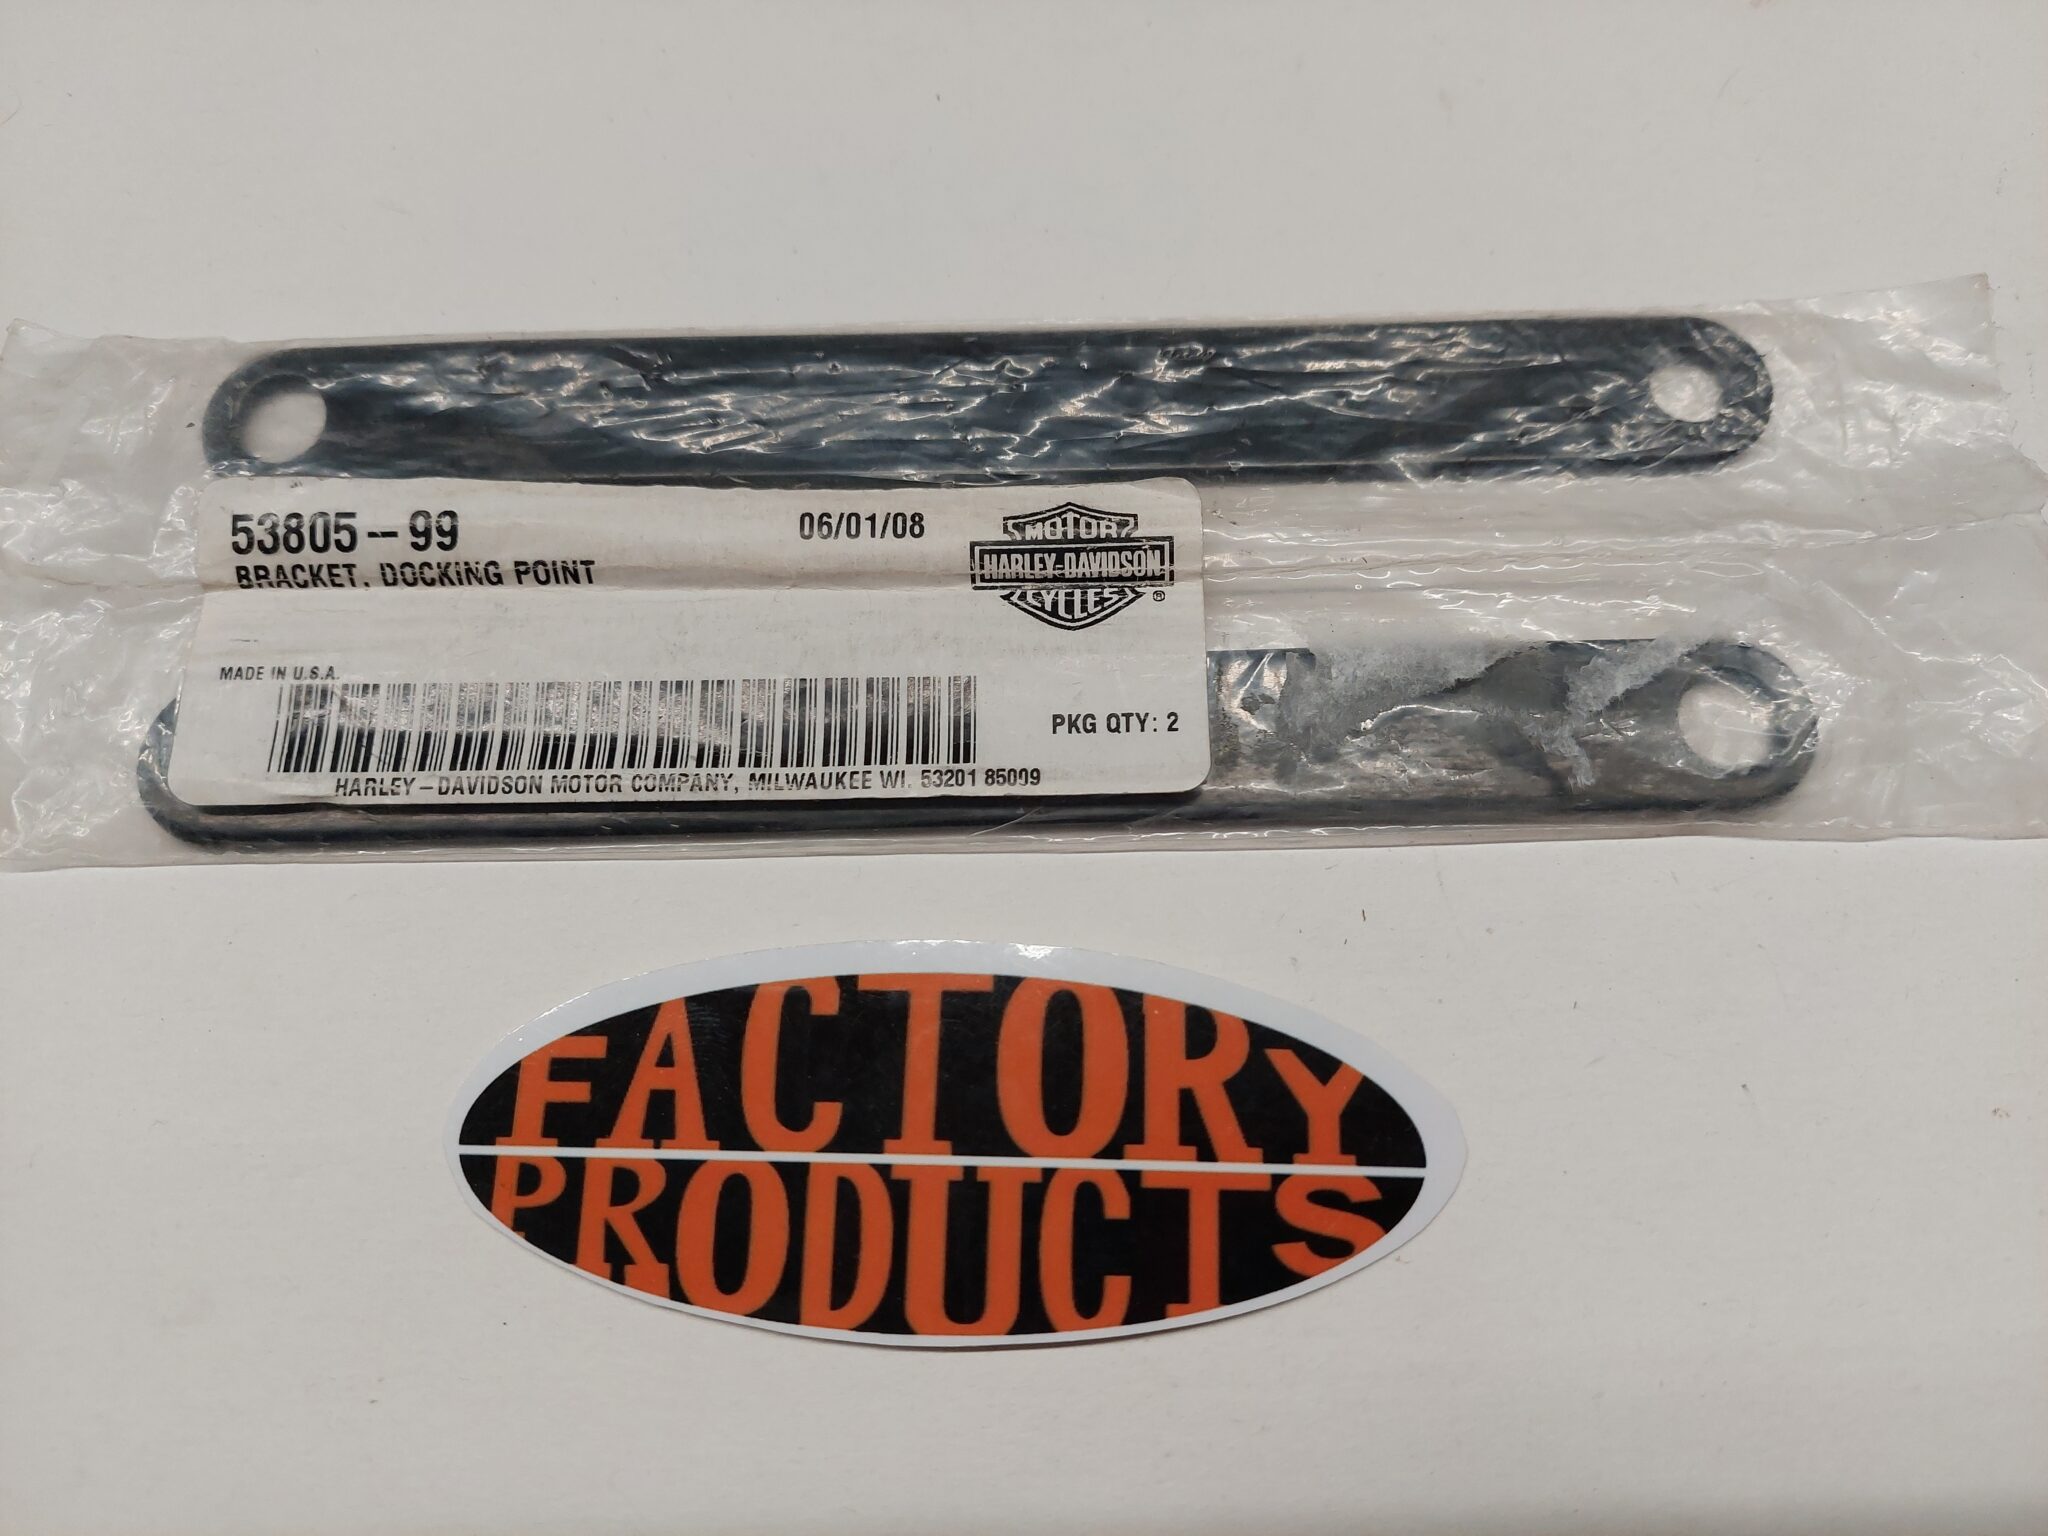 53805-99
06/01/08
BRACKET, DOCKING POINT
MOTOR
HARLEY-DAVIDSON
CYCLES
®
MADE IN U.S.A.
PKG QTY: 2
HARLEY-DAVIDSON MOTOR COMPANY, MILWAUKEE WI. 53201 85009
FACTORY
PRODUCTS